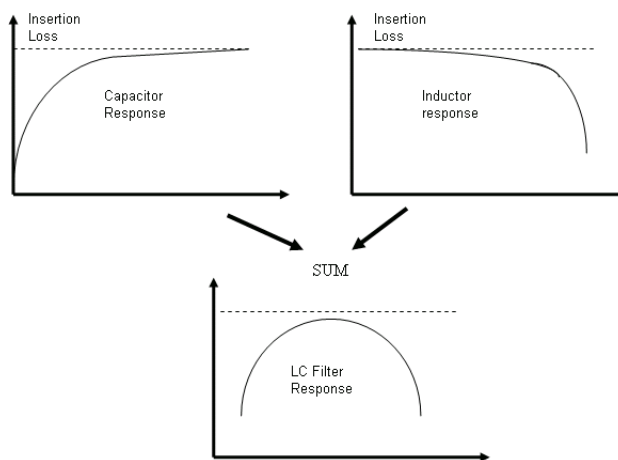 Insertion
Loss
Capacitor
Response
Insertion
Loss
Inductor
response
SUM
LC Filter
Response